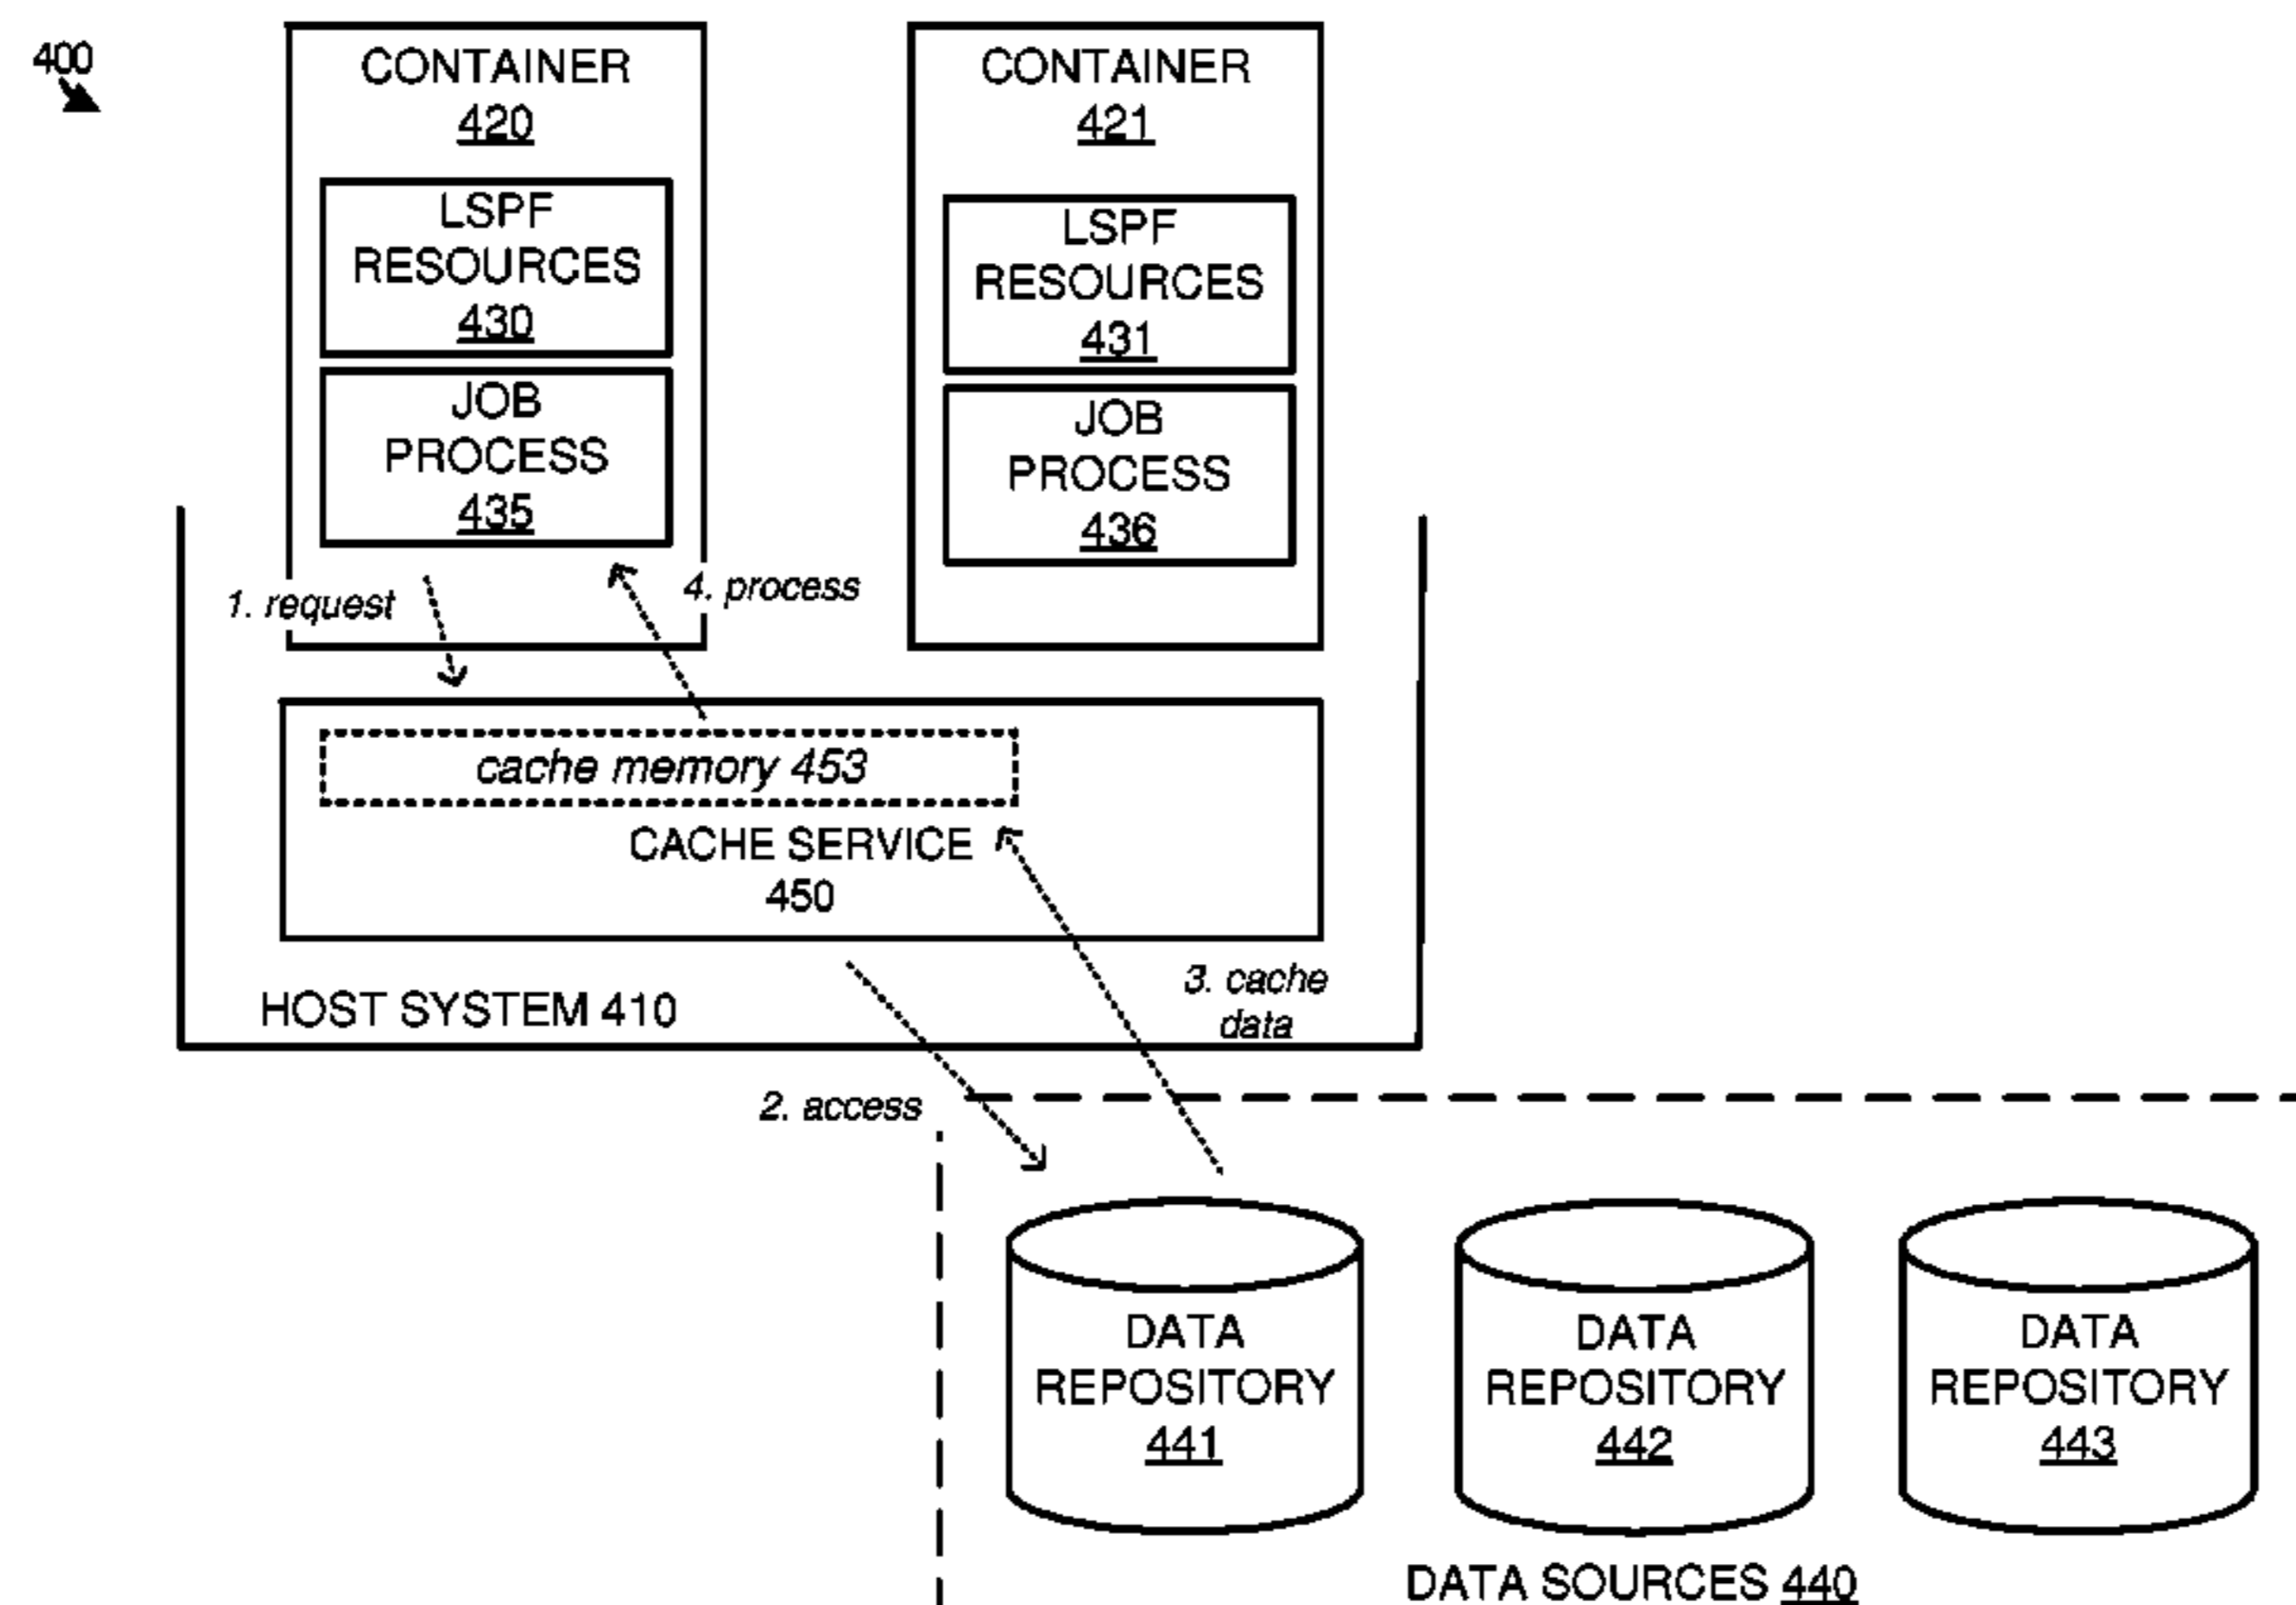 400
CONTAINER
420
LSPF
RESOURCES
430
JOB
PROCESS
435
CONTAINER
421
LSPF
RESOURCES
431
JOB
PROCESS
436
1. request
4. process
cache memory 453
CACHE SERVICE
450
HOST SYSTEM 410
3. cache
data
2. access
DATA
REPOSITORY
441
DATA
REPOSITORY
442
DATA
REPOSITORY
443
DATA SOURCES 440